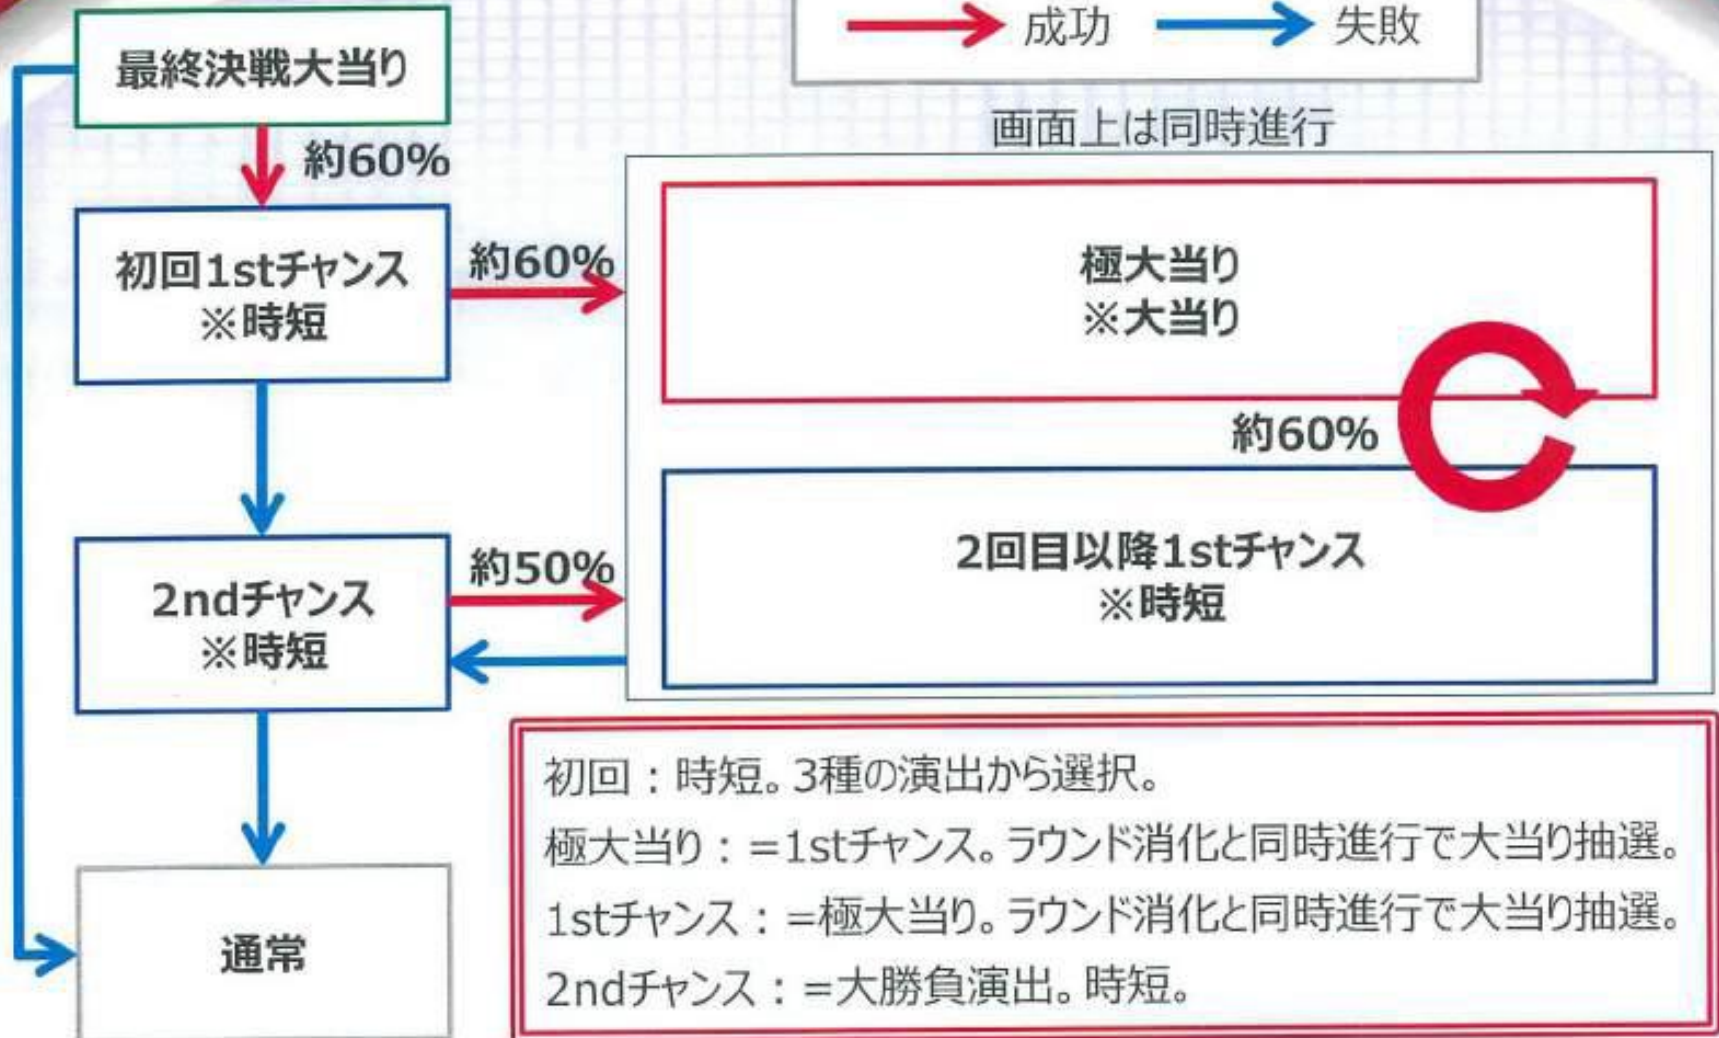 成功
失敗
最終決戦大当り
約60%
画面上は同時進行
初回1stチャンス
※時短
約60%
極大当り
※大当り
約60%
2ndチャンス
※時短
約50%
2回目以降1stチャンス
※時短
通常
初回：時短。3種の演出から選択。
極大当り：=1stチャンス。ラウンド消化と同時進行で大当り抽選。
1stチャンス：=極大当り。ラウンド消化と同時進行で大当り抽選。
2ndチャンス：=大勝負演出。時短。